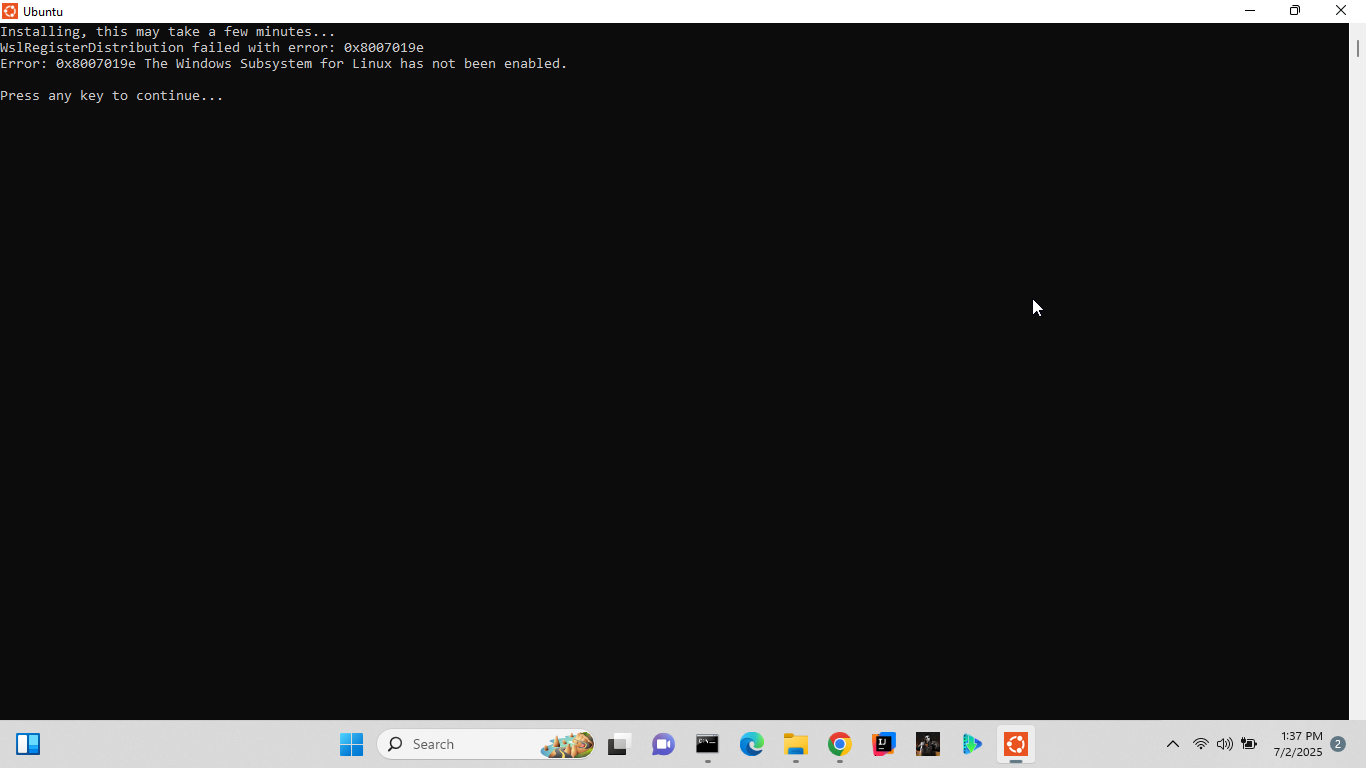 Ubuntu
Installing, this may take a few minutes...
WslRegisterDistribution failed with error: 0x8007019e
Error: 0x8007019e The Windows Subsystem for Linux has not been enabled.
Press any key to continue...
Search
1:37 PM
7/2/2025
2